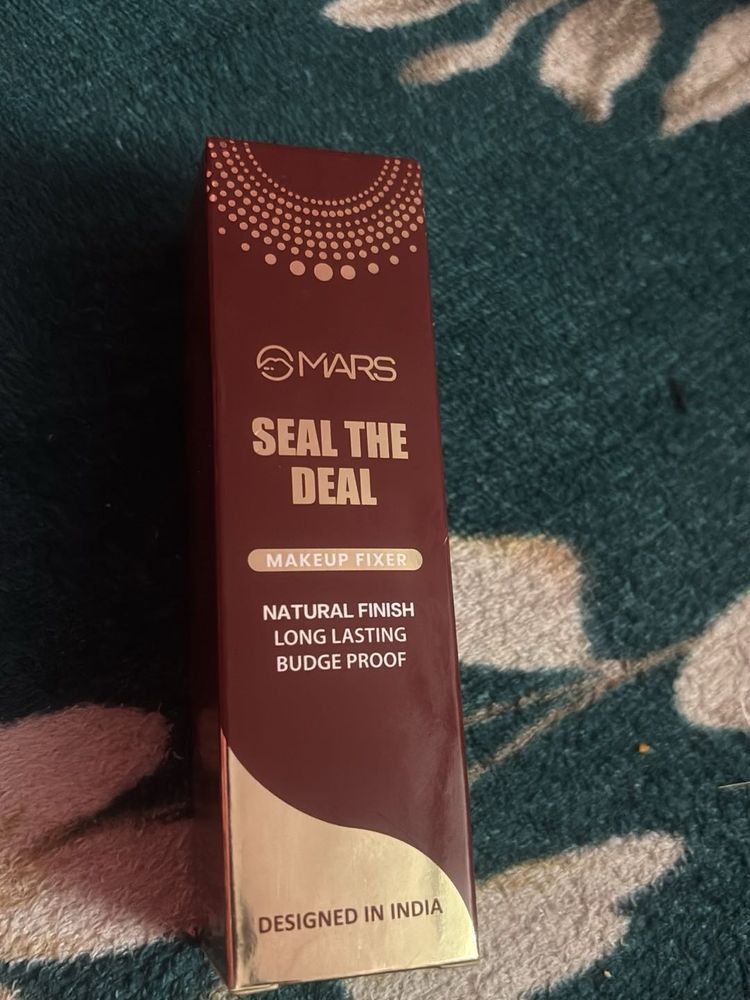 MARS
SEAL THE
DEAL
MAKEUP FIXER
NATURAL FINISH
LONG LASTING
BUDGE PROOF
DESIGNED IN INDIA